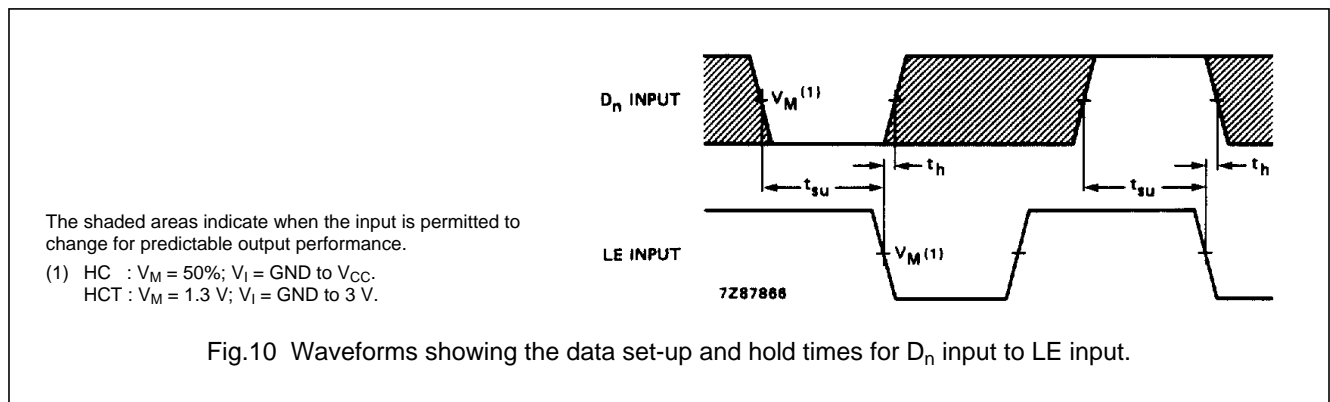 Dn INPUT
VM(1)
th
tsu
th
tsu
LE INPUT
VM(1)
7Z87866
The shaded areas indicate when the input is permitted to
change for predictable output performance.
(1) HC : VM = 50%; VI = GND to VCC.
HCT : VM = 1.3 V; VI = GND to 3 V.
Fig.10 Waveforms showing the data set-up and hold times for Dn input to LE input.